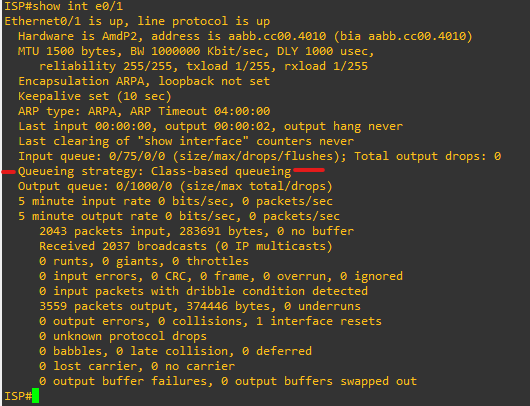 ISP#show int e0/1
Ethernet0/1 is up, line protocol is up
Hardware is AmdP2, address is aabb.cc00.4010 (bia aabb.cc00.4010)
MTU 1500 bytes, BW 1000000 Kbit/sec, DLY 1000 usec,
reliability 255/255, txload 1/255, rxload 1/255
Encapsulation ARPA, loopback not set
Keepalive set (10 sec)
ARP type: ARPA, ARP Timeout 04:00:00
Last input 00:00:00, output 00:00:02, output hang never
Last clearing of "show interface" counters never
Input queue: 0/75/0/0 (size/max/drops/flushes); Total output drops: 0
Queueing strategy: Class-based queueing
Output queue: 0/1000/0 (size/max total/drops)
5 minute input rate 0 bits/sec, 0 packets/sec
5 minute output rate 0 bits/sec, 0 packets/sec
2043 packets input, 283691 bytes, 0 no buffer
Received 2037 broadcasts (0 IP multicasts)
0 runts, 0 giants, 0 throttles
0 input errors, 0 CRC, 0 frame, 0 overrun, 0 ignored
0 input packets with dribble condition detected
3559 packets output, 374446 bytes, 0 underruns
0 output errors, 0 collisions, 1 interface resets
0 unknown protocol drops
0 babbles, 0 late collision, 0 deferred
0 lost carrier, 0 no carrier
0 output buffer failures, 0 output buffers swapped out
ISP#